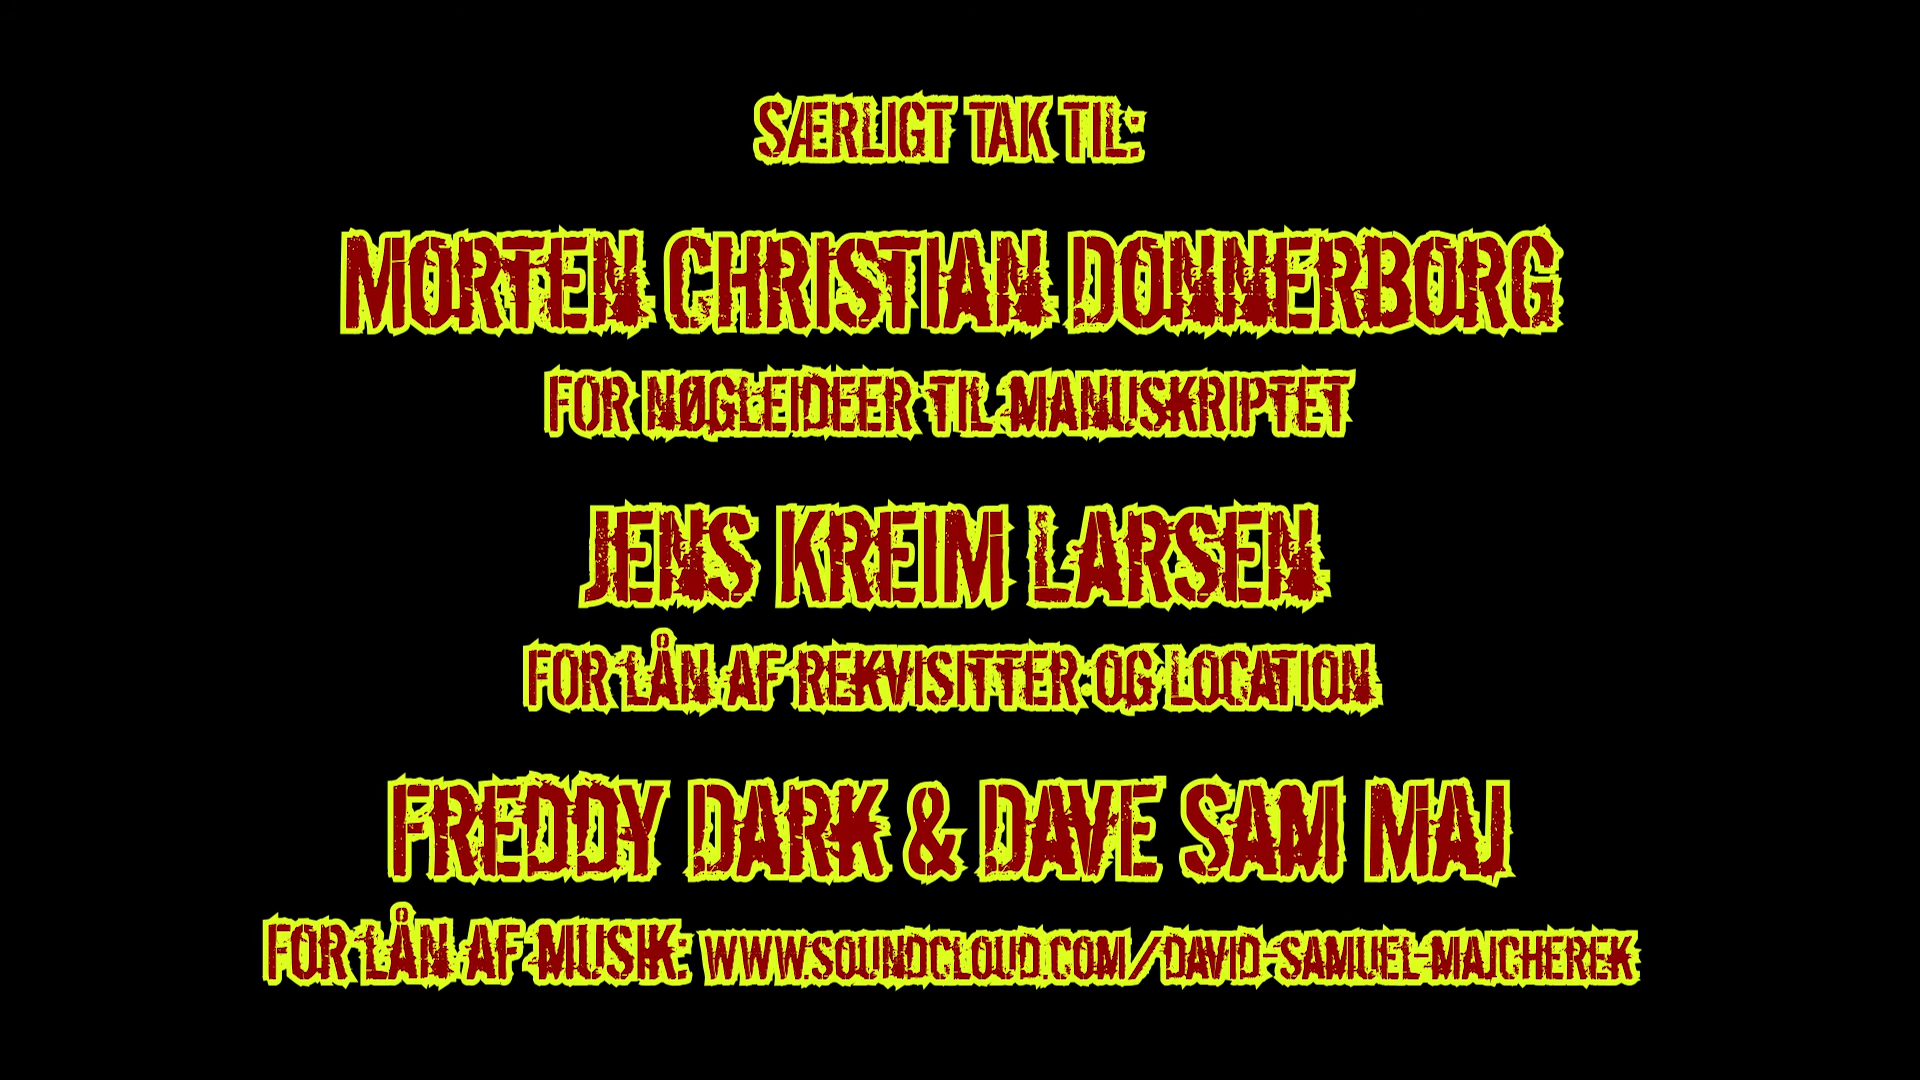 SÆRLIGT TAK TIL:
MORTEN CHRISTIAN DONNERBORG
FOR NØGLEIDEER TIL MANUSKRIPTET
JENS KREIM LARSEN
FOR LÅN AF REKVISITTER OG LOCATION
FREDDY DARK & DAVE SAM MAJ
FOR LÅN AF MUSIK: WWW.SOUNDCLOUD.COM/DAVID-SAMUEL-MAJCHEREK